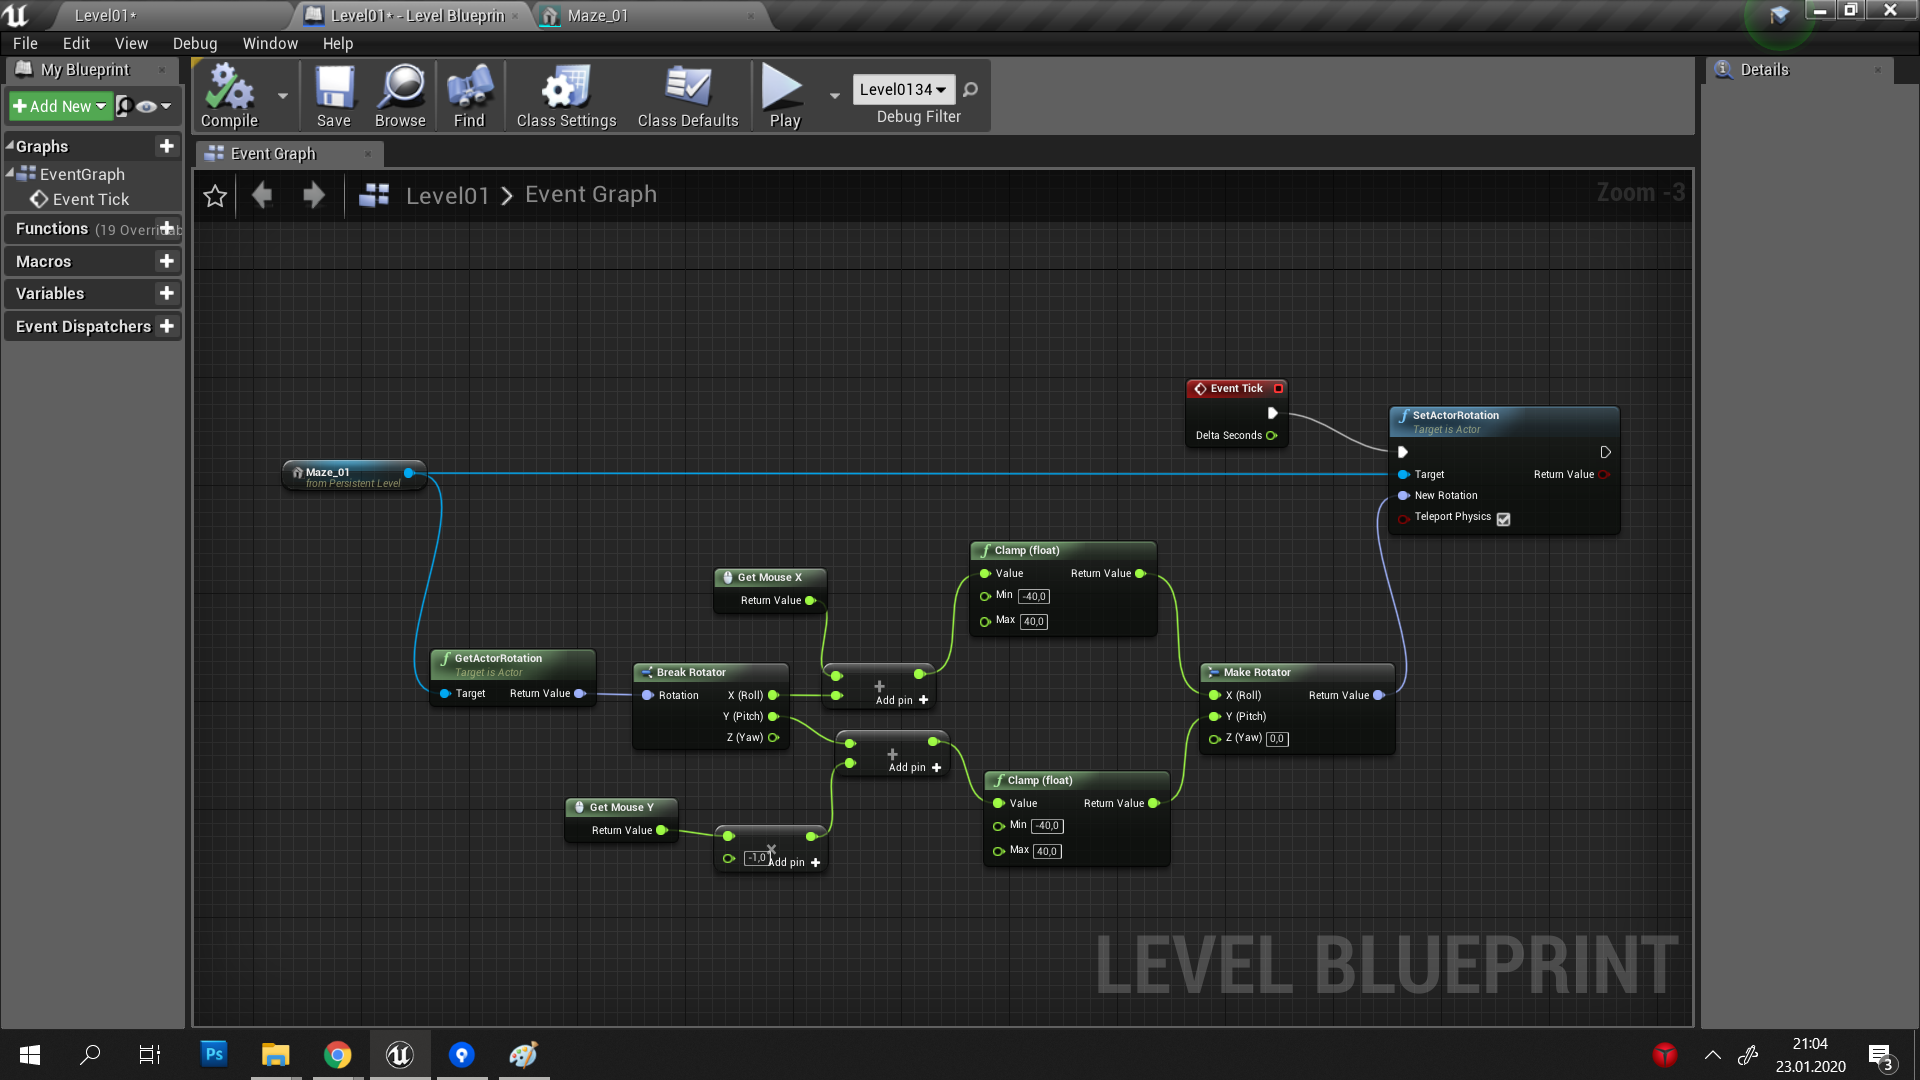 Level01*
Level01* - Level Blueprin
Maze_01
File Edit View Debug Window Help
My Blueprint
Details
Add New
Compile
Save
Browse
Find
Class Settings
Class Defaults
Play
Level0134
Debug Filter
Event Graph
Graphs
EventGraph
Event Tick
Functions (19 Overridab
Macros
Variables
Event Dispatchers
Level01 > Event Graph
Zoom -3
Event Tick
Delta Seconds
SetActorRotation
Target is Actor
Target Return Value
New Rotation
Teleport Physics
Maze_01
from Persistent Level
Clamp (float)
Value Return Value
Min -40,0
Max 40,0
Get Mouse X
Return Value
GetActorRotation
Target is Actor
Target Return Value
Break Rotator
Rotation X (Roll)
Y (Pitch)
Z (Yaw)
+
Add pin +
Make Rotator
X (Roll) Return Value
Y (Pitch)
Z (Yaw) 0,0
+
Add pin +
Clamp (float)
Value Return Value
Min -40,0
Max 40,0
Get Mouse Y
Return Value
×
-1,0 Add pin +
LEVEL BLUEPRINT
Ps
21:04
23.01.2020
3